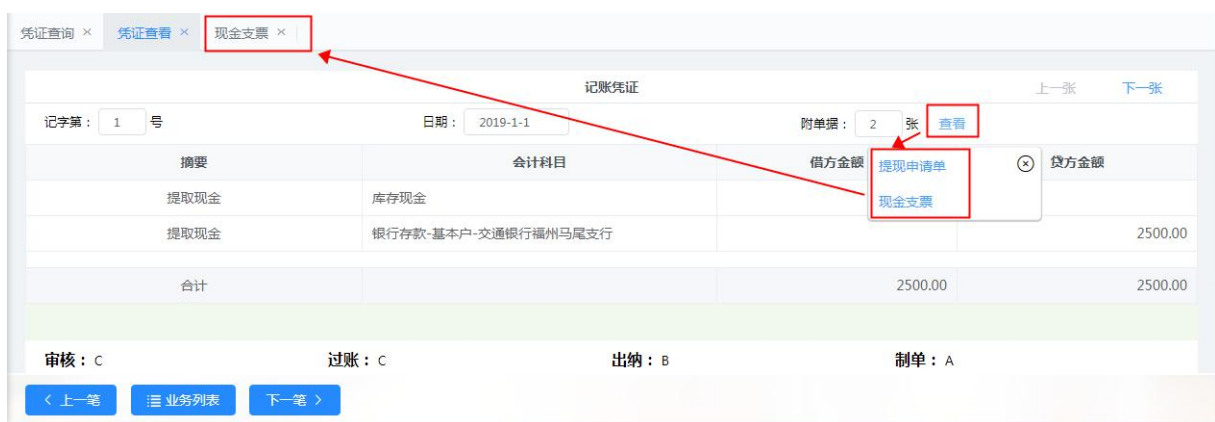 凭证查询 × 凭证查看 × 现金支票 ×
记账凭证 上一张 下一张
记字第： 1 号 日期： 2019-1-1 附单据： 2 张 查看
摘要 会计科目 借方金额 贷方金额
提现申请单
现金支票
提取现金 库存现金
提取现金 银行存款-基本户-交通银行福州马尾支行 2500.00
合计 2500.00 2500.00
审核： C 过账： C 出纳： B 制单： A
上一笔 业务列表 下一笔